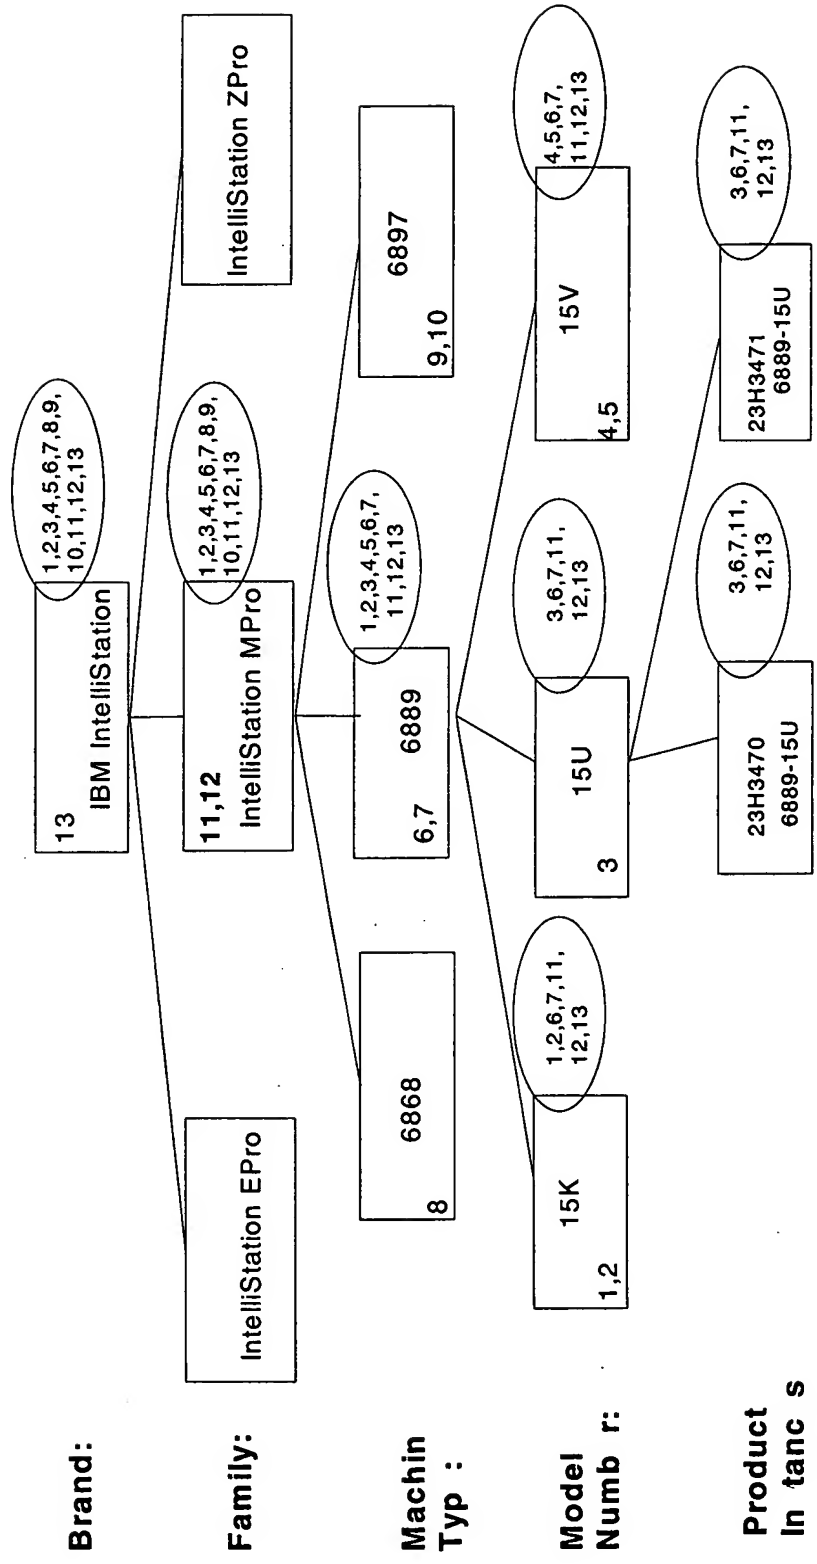 Brand:
13
IBM IntelliStation
1,2,3,4,5,6,7,8,9,
10,11,12,13
Family:
IntelliStation EPro
11,12
IntelliStation MPro
1,2,3,4,5,6,7,8,9,
10,11,12,13
IntelliStation ZPro
Machin
Typ :
6868
8
6889
6,7
1,2,3,4,5,6,7,
11,12,13
6897
9,10
Model
Numb r:
15K
1,2
1,2,6,7,11,
12,13
15U
3
3,6,7,11,
12,13
15V
4,5
4,5,6,7,
11,12,13
Product
In tanc s
23H3470
6889-15U
3,6,7,11,
12,13
23H3471
6889-15U
3,6,7,11,
12,13